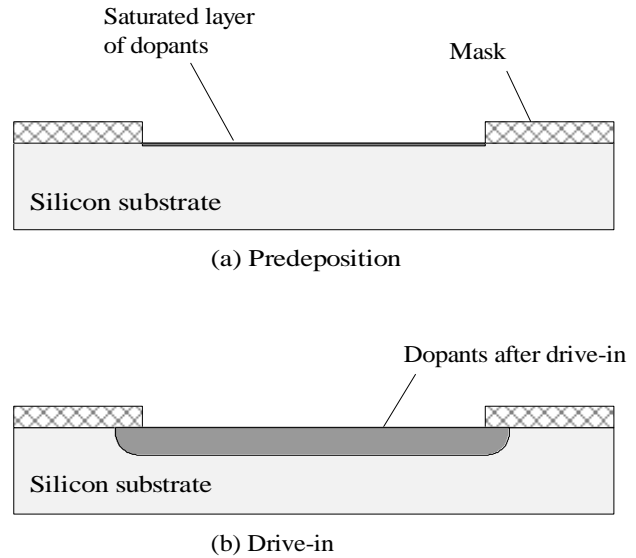 Saturated layer
of dopants
Mask
Silicon substrate
(a) Predeposition
Dopants after drive-in
Silicon substrate
(b) Drive-in